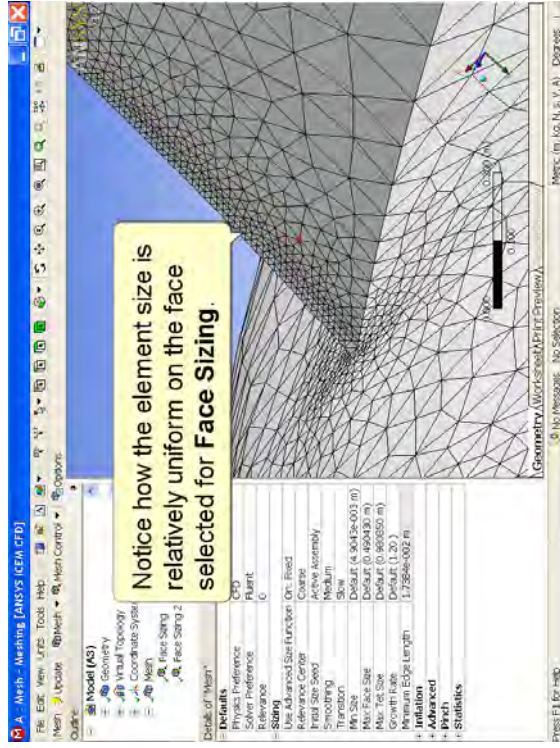 A - Mesh - Meshing [ANSYS ICEM CFD]
File Edit View Units Tools Help
Mesh Update Mesh Mesh Control Options
Outline
Model (A3)
Geometry
Virtual Topology
Coordinate Systems
Mesh
Face Sizing
Face Sizing 2
Notice how the element size is
relatively uniform on the face
selected for Face Sizing.
Details of "Mesh"
Defaults
Physics Preference CFD
Solver Preference Fluent
Relevance 0
Sizing
Use Advanced Size Function On: Fixed
Relevance Center Coarse
Initial Size Seed Active Assembly
Smoothing Medium
Transition Slow
Min Size Default (4.9043e-003 m)
Max Face Size Default (0.490430 m)
Max Tet Size Default (0.980850 m)
Growth Rate Default (1.20 )
Minimum Edge Length 1.7384e-002 m
Inflation
Advanced
Pinch
Statistics
Geometry Worksheet Print Preview
Press F1 for Help
No Messages No Selection
Metric (m, kg, N, s, V, A) Degrees